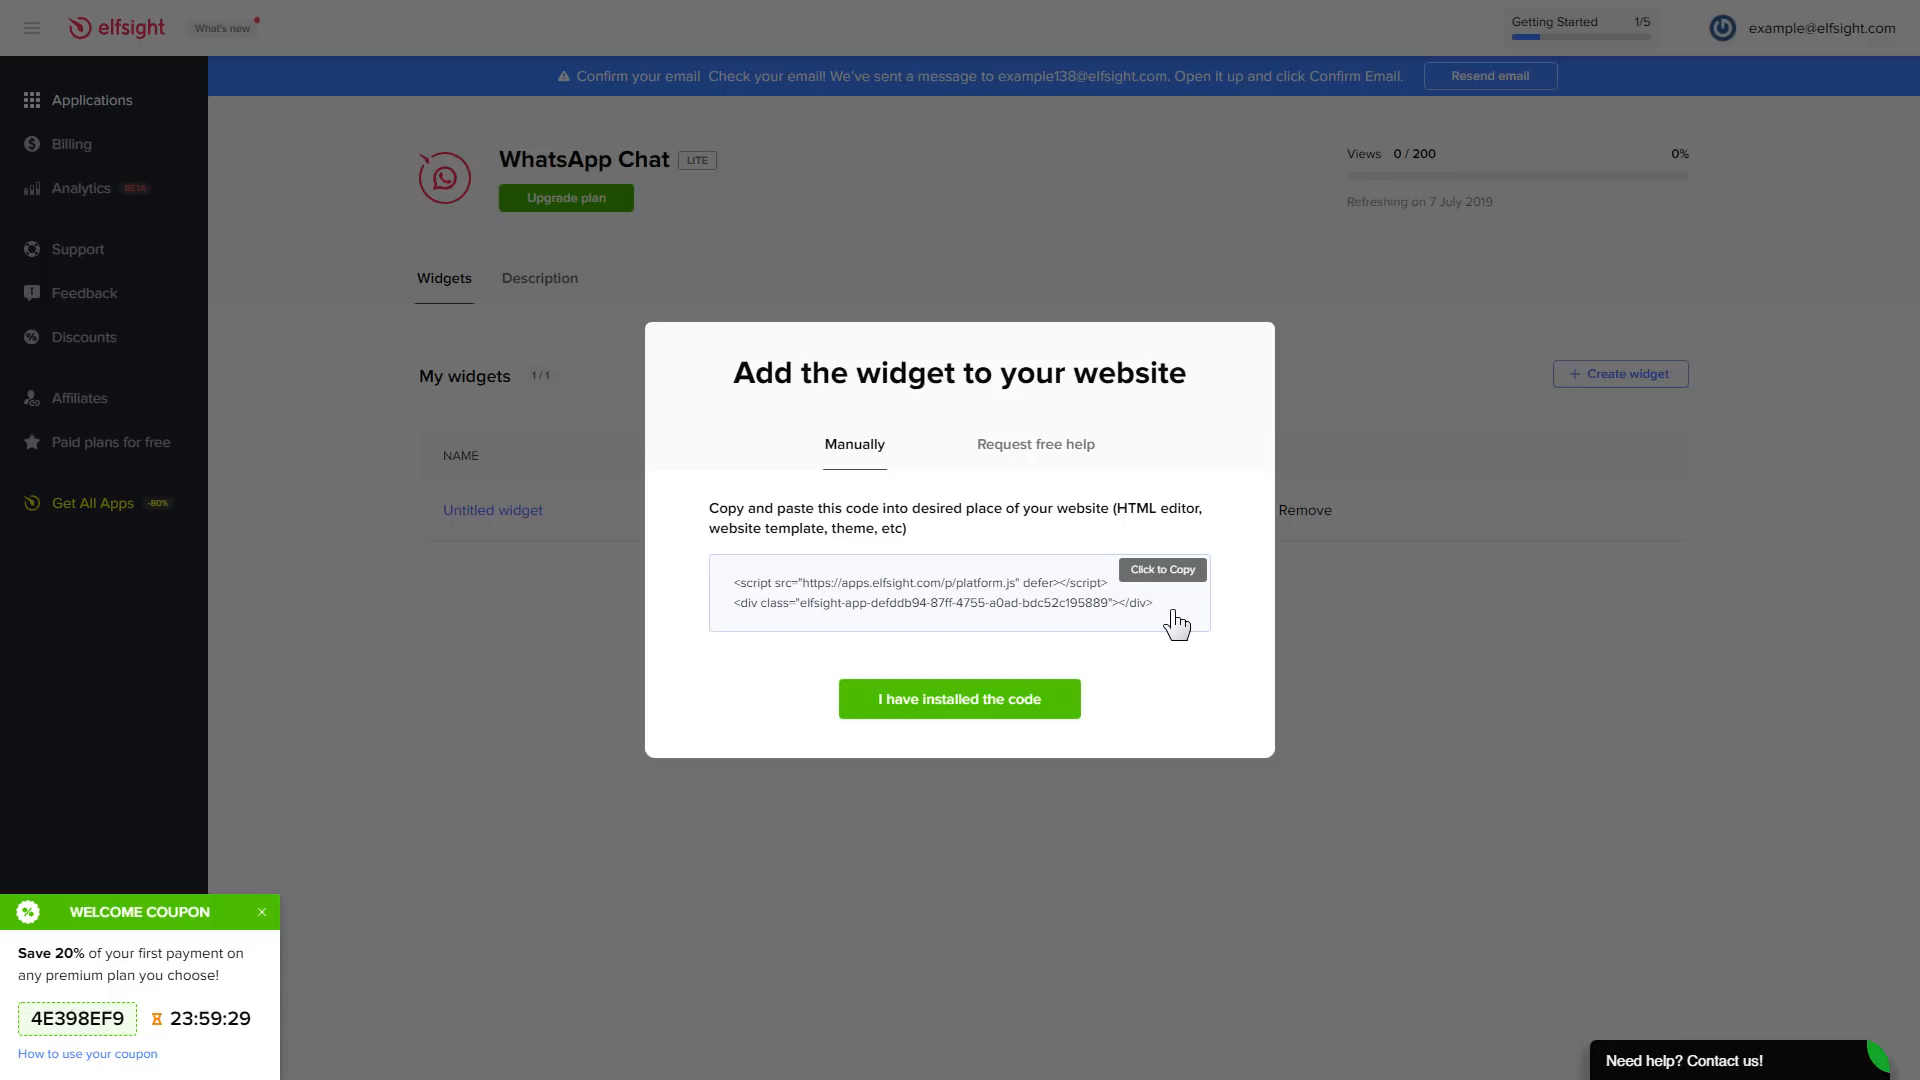 elfsight
What's new
Getting Started 1/5
example@elfsight.com
Confirm your email Check your email! We've sent a message to example138@elfsight.com. Open it up and click Confirm Email.
Resend email
Applications
Billing
Analytics BETA
Support
Feedback
Discounts
Affiliates
Paid plans for free
Get All Apps -80%
WhatsApp Chat LITE
Upgrade plan
Views 0 / 200 0%
Refreshing on 7 July 2019
Widgets Description
My widgets 1 / 1
+ Create widget
NAME
Untitled widget
Remove
Add the widget to your website
Manually Request free help
Copy and paste this code into desired place of your website (HTML editor,
website template, theme, etc)
Click to Copy
<script src="https://apps.elfsight.com/p/platform.js" defer></script>
<div class="elfsight-app-defddb94-87ff-4755-a0ad-bdc52c195889"></div>
I have installed the code
WELCOME COUPON ×
Save 20% of your first payment on
any premium plan you choose!
4E398EF9 23:59:29
How to use your coupon
Need help? Contact us!